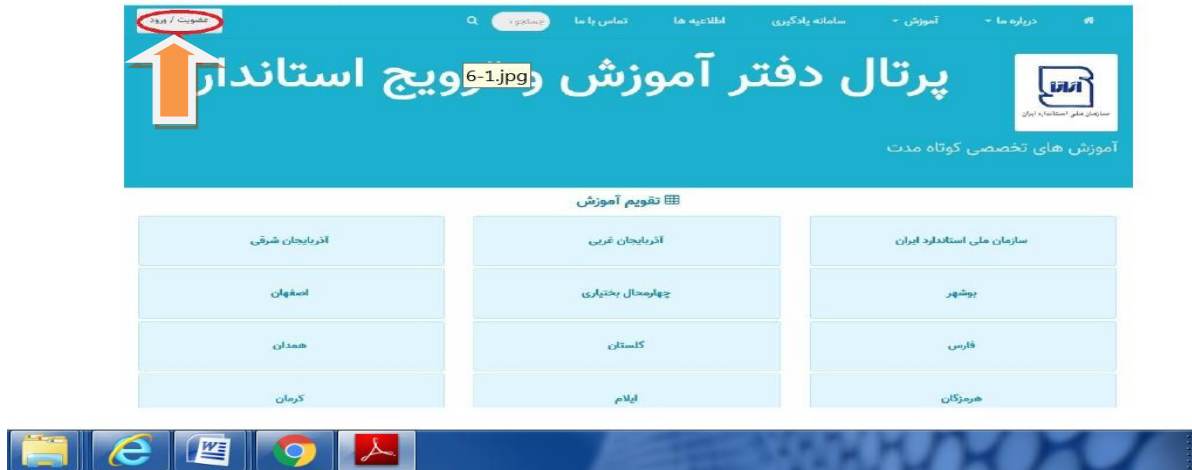 درباره ما آموزش سامانه یادگیری اطلاعیه ها تماس با ما جستجو عضویت / ورود
پرتال دفتر آموزش و ترویج استاندارد
6-1.jpg
سازمان ملی استاندارد ایران
آموزش های تخصصی کوتاه مدت
تقویم آموزش
سازمان ملی استاندارد ایران آذربایجان غربی آذربایجان شرقی
بوشهر چهارمحال بختیاری اصفهان
فارس گلستان همدان
هرمزگان ایلام کرمان